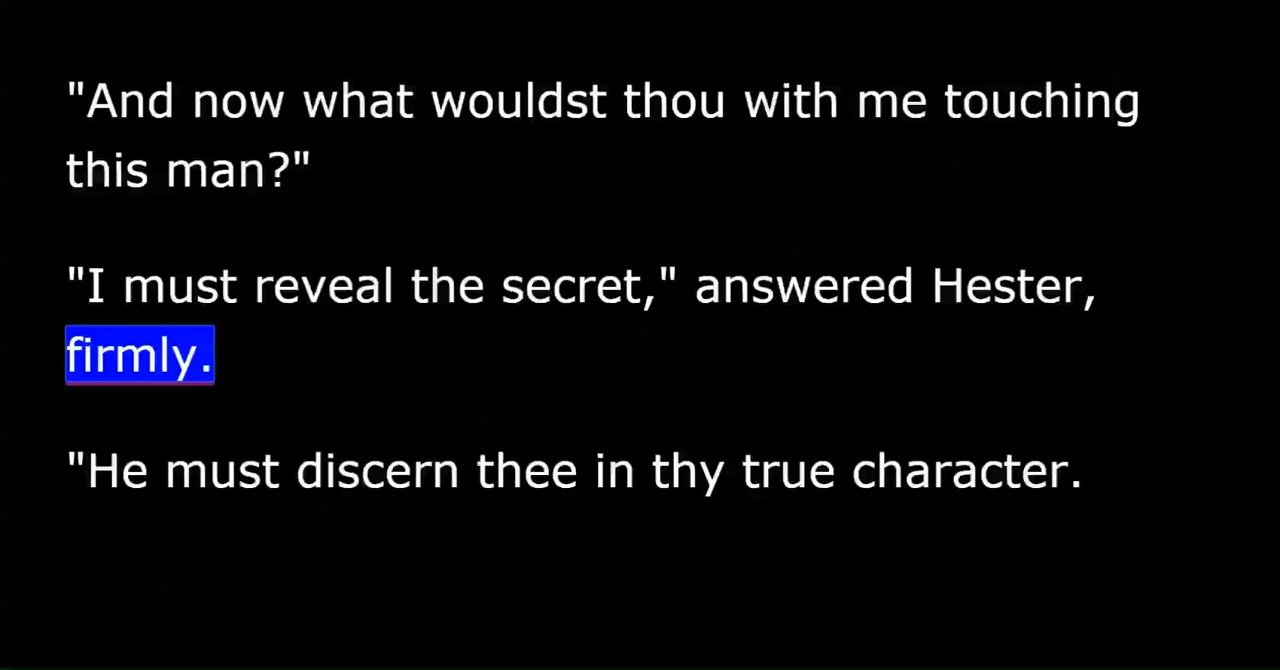 "And now what wouldst thou with me touching
this man?"
"I must reveal the secret," answered Hester,
firmly.
"He must discern thee in thy true character.